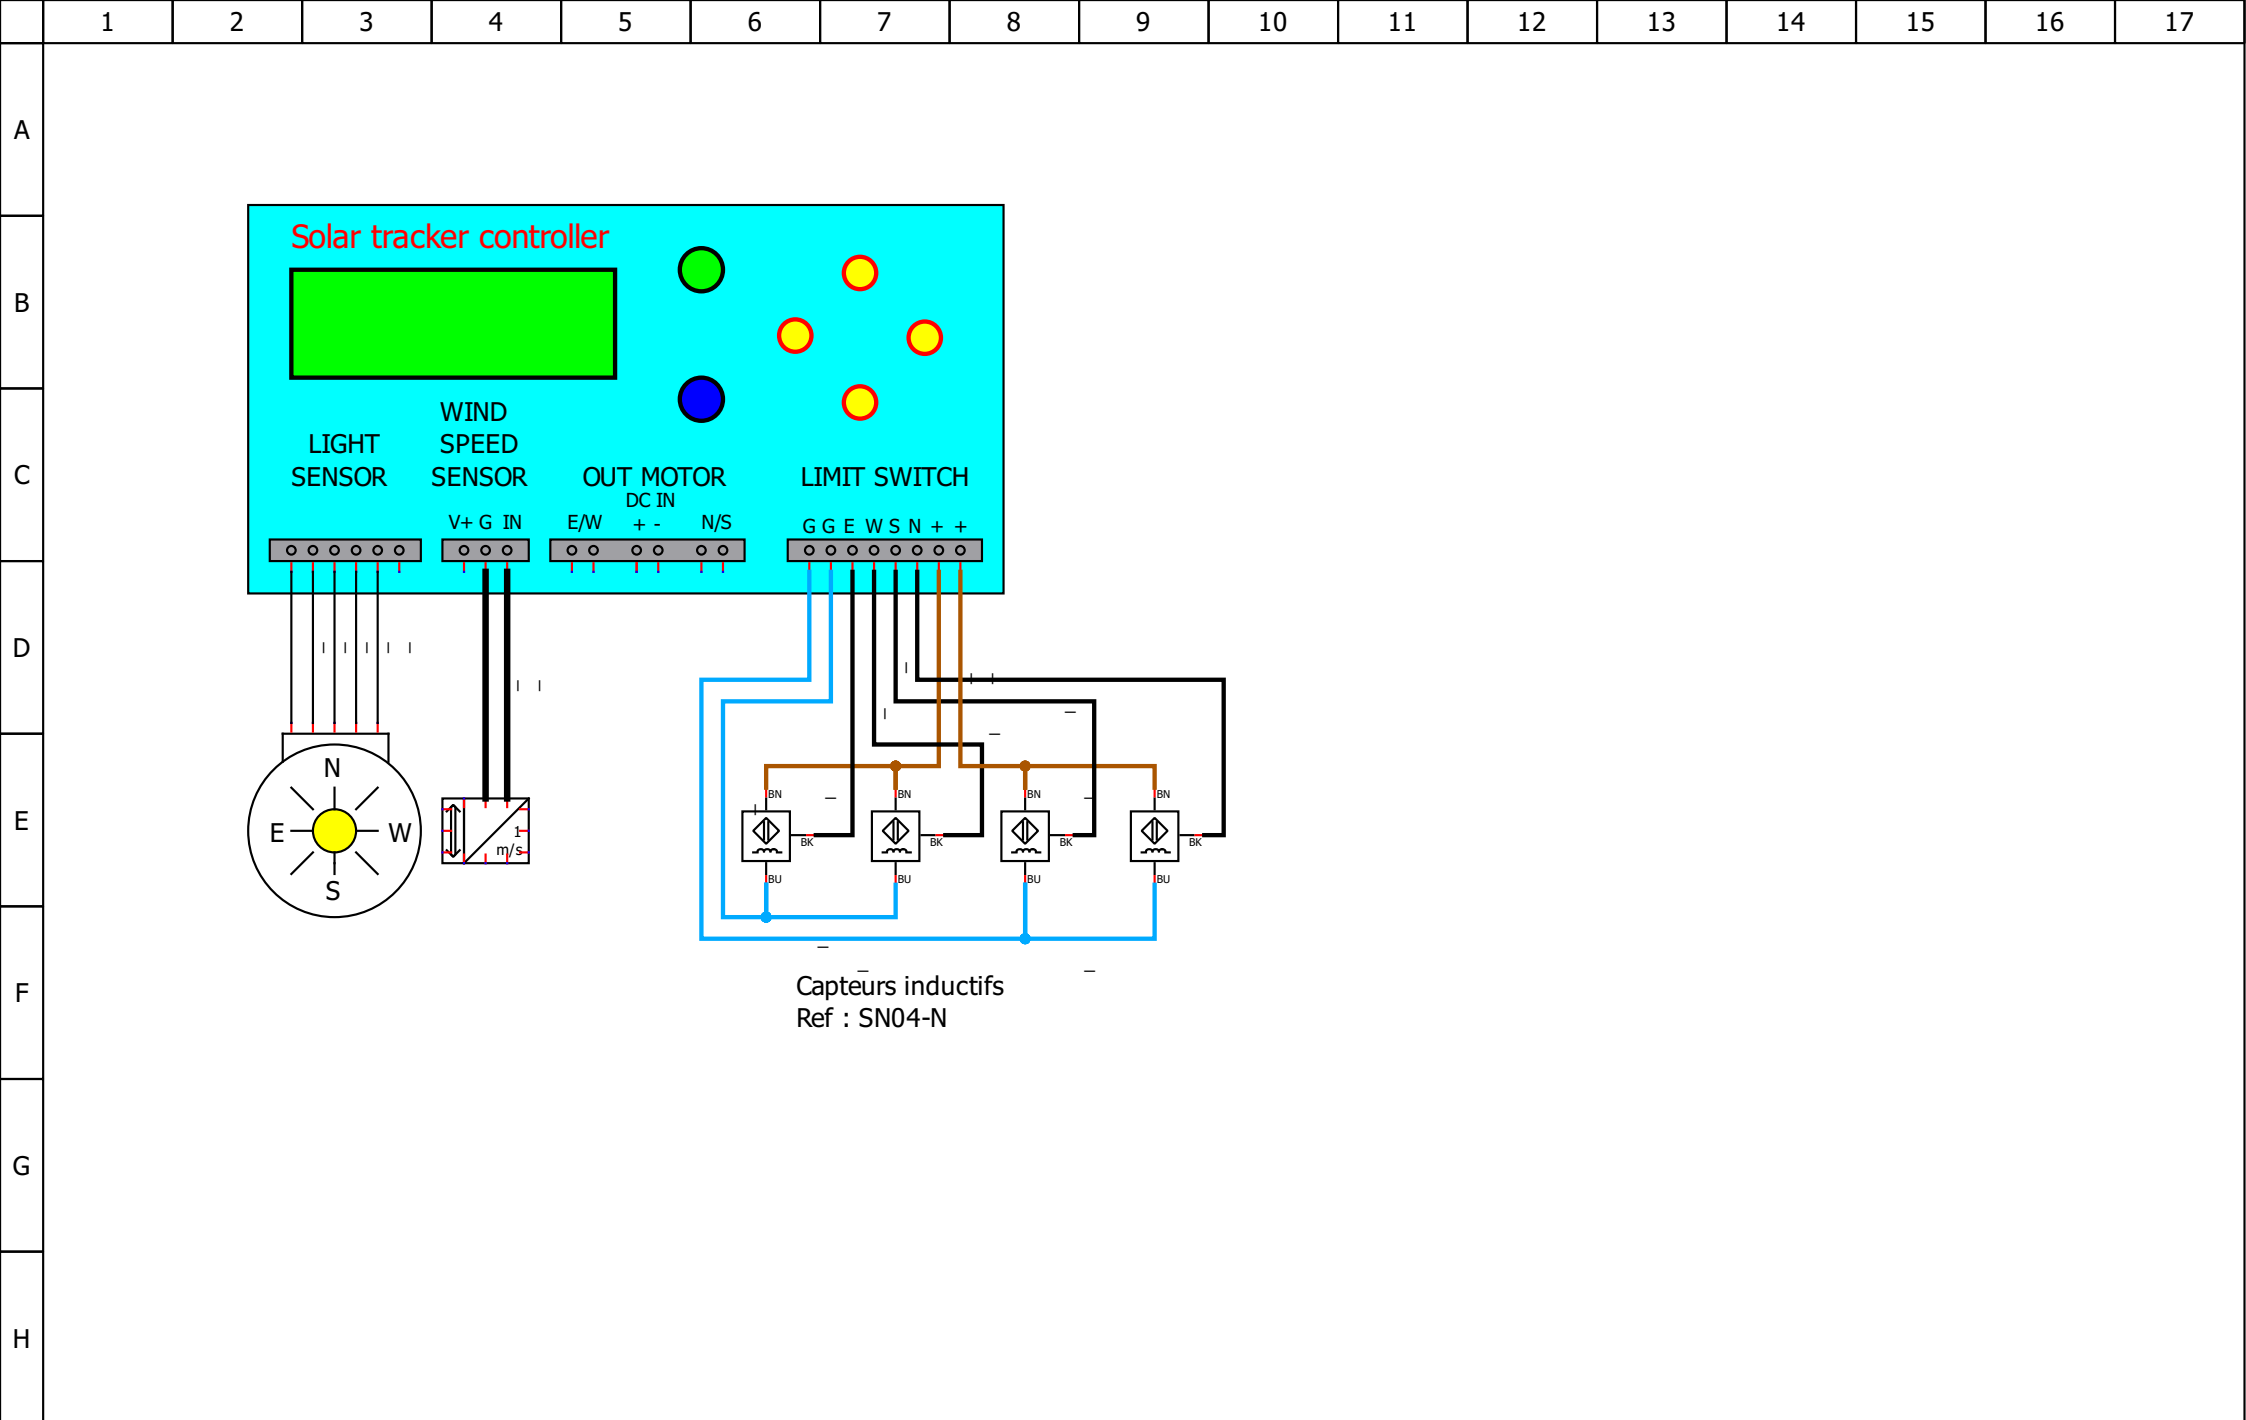 1 2 3 4 5 6 7 8 9 10 11 12 13 14 15 16 17
A
B
C
D
E
F
G
H
Solar tracker controller
LIGHT
SENSOR
WIND
SPEED
SENSOR
OUT MOTOR
DC IN
LIMIT SWITCH
V+ G IN
E/W + - N/S
G G E W S N + +
N
E W
S
1
m/s
BN BN BN BN
BK BK BK BK
BU BU BU BU
Capteurs inductifs
Ref : SN04-N